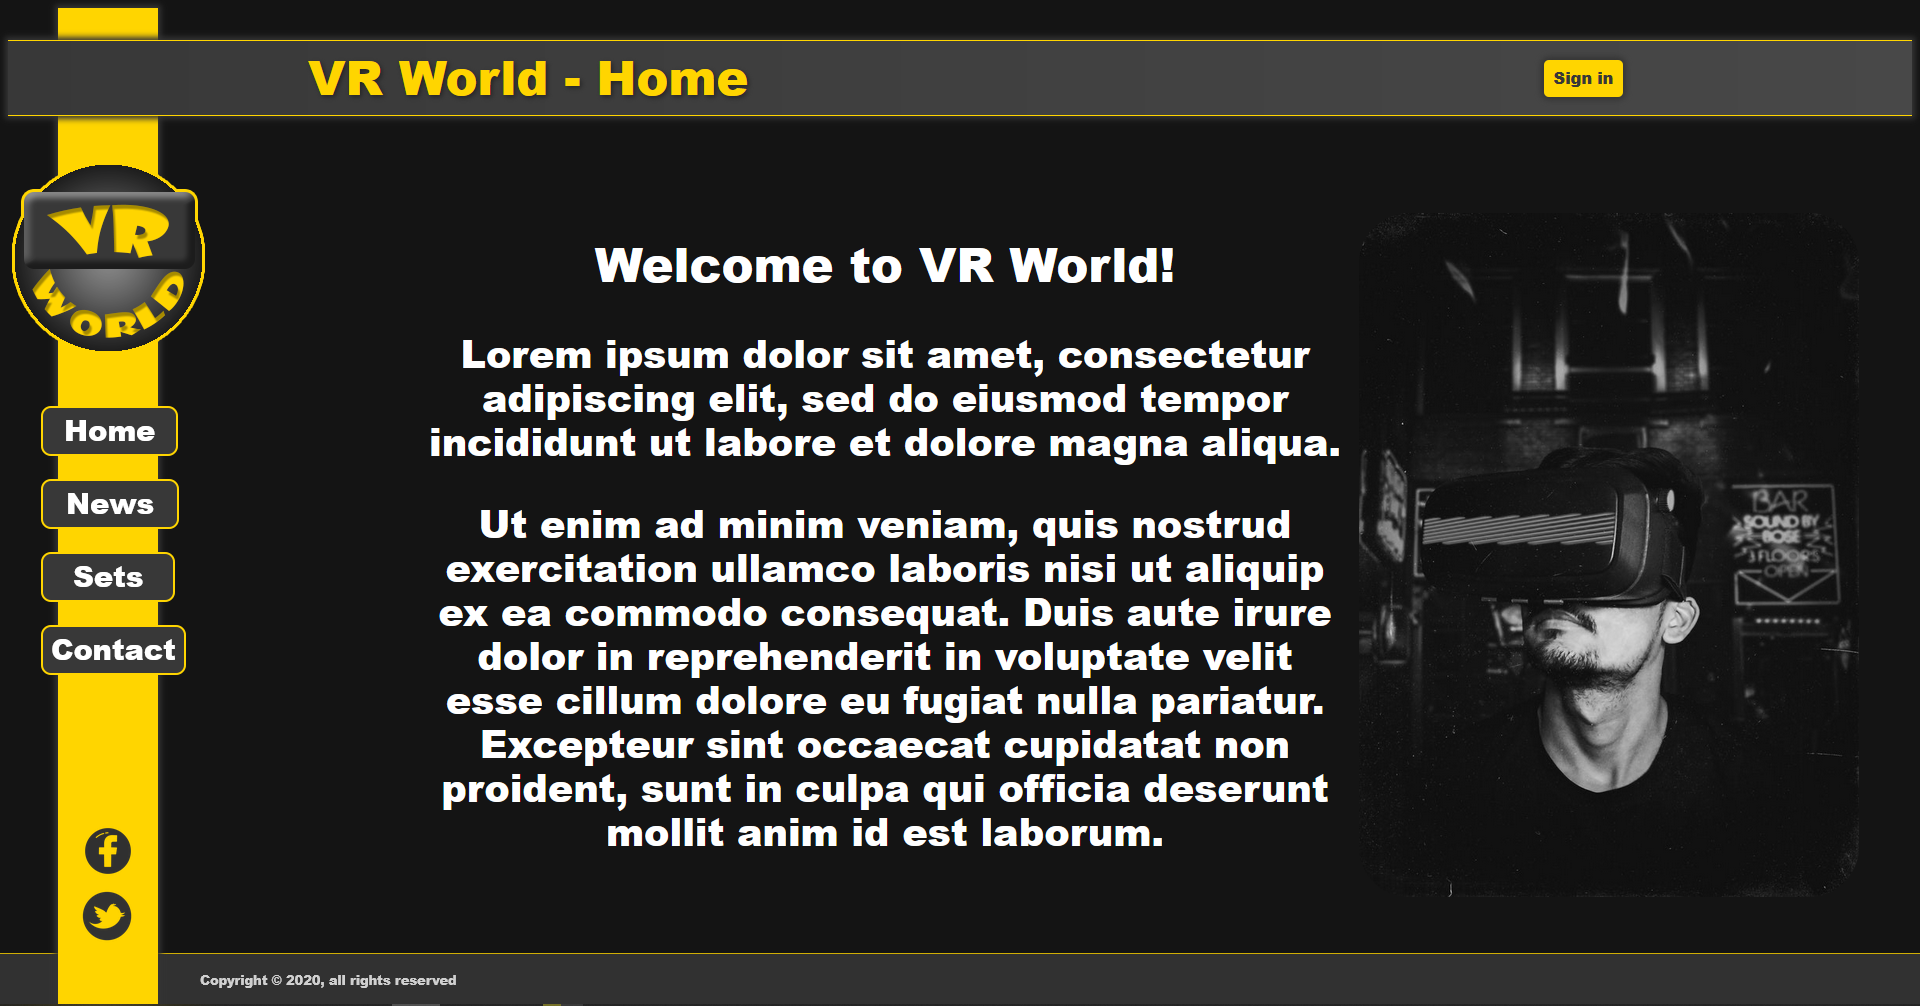 VR World - Home
Sign in
VR
WORLD
Home
News
Sets
Contact
Welcome to VR World!
Lorem ipsum dolor sit amet, consectetur
adipiscing elit, sed do eiusmod tempor
incididunt ut labore et dolore magna aliqua.
Ut enim ad minim veniam, quis nostrud
exercitation ullamco laboris nisi ut aliquip
ex ea commodo consequat. Duis aute irure
dolor in reprehenderit in voluptate velit
esse cillum dolore eu fugiat nulla pariatur.
Excepteur sint occaecat cupidatat non
proident, sunt in culpa qui officia deserunt
mollit anim id est laborum.
BAR
SOUND BY
BOSE
3 FLOORS
OPEN
Copyright © 2020, all rights reserved